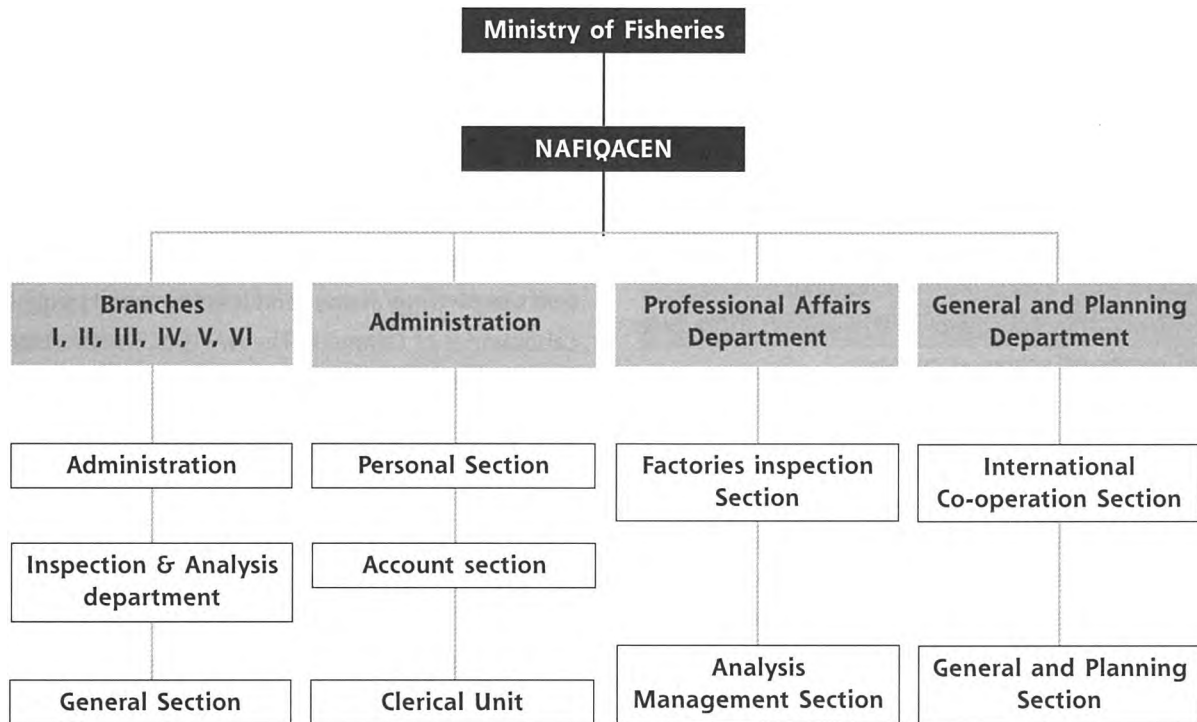 Ministry of Fisheries
NAFIQACEN
Branches
I, II, III, IV, V, VI
Administration
Professional Affairs
Department
General and Planning
Department
Administration
Personal Section
Factories inspection
Section
International
Co-operation Section
Inspection & Analysis
department
Account section
General Section
Clerical Unit
Analysis
Management Section
General and Planning
Section